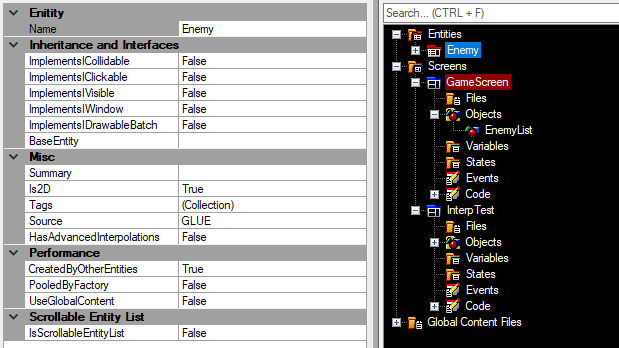 Enitity
Name Enemy
Inheritance and Interfaces
ImplementsICollidable False
ImplementsIClickable False
ImplementsIVisible False
ImplementsIWindow False
ImplementsIDrawableBatch False
BaseEntity
Misc
Summary
Is2D True
Tags (Collection)
Source GLUE
HasAdvancedInterpolations False
Performance
CreatedByOtherEntities True
PooledByFactory False
UseGlobalContent False
Scrollable Entity List
IsScrollableEntityList False
Search... (CTRL + F)
Entities
Enemy
Screens
GameScreen
Files
Objects
EnemyList
Variables
States
Events
Code
InterpTest
Files
Objects
Variables
States
Events
Code
Global Content Files